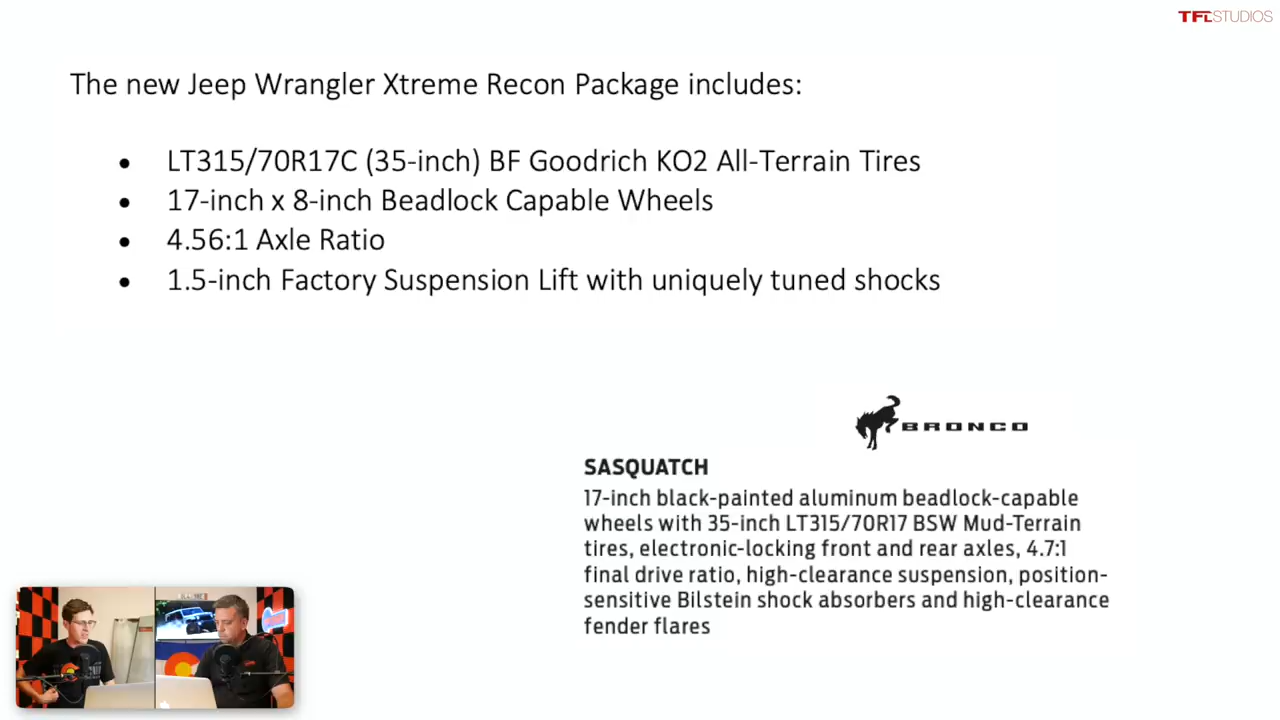 TFLSTUDIOS
The new Jeep Wrangler Xtreme Recon Package includes:
• LT315/70R17C (35-inch) BF Goodrich KO2 All-Terrain Tires
• 17-inch x 8-inch Beadlock Capable Wheels
• 4.56:1 Axle Ratio
• 1.5-inch Factory Suspension Lift with uniquely tuned shocks
BRONCO
SASQUATCH
17-inch black-painted aluminum beadlock-capable
wheels with 35-inch LT315/70R17 BSW Mud-Terrain
tires, electronic-locking front and rear axles, 4.7:1
final drive ratio, high-clearance suspension, position-
sensitive Bilstein shock absorbers and high-clearance
fender flares